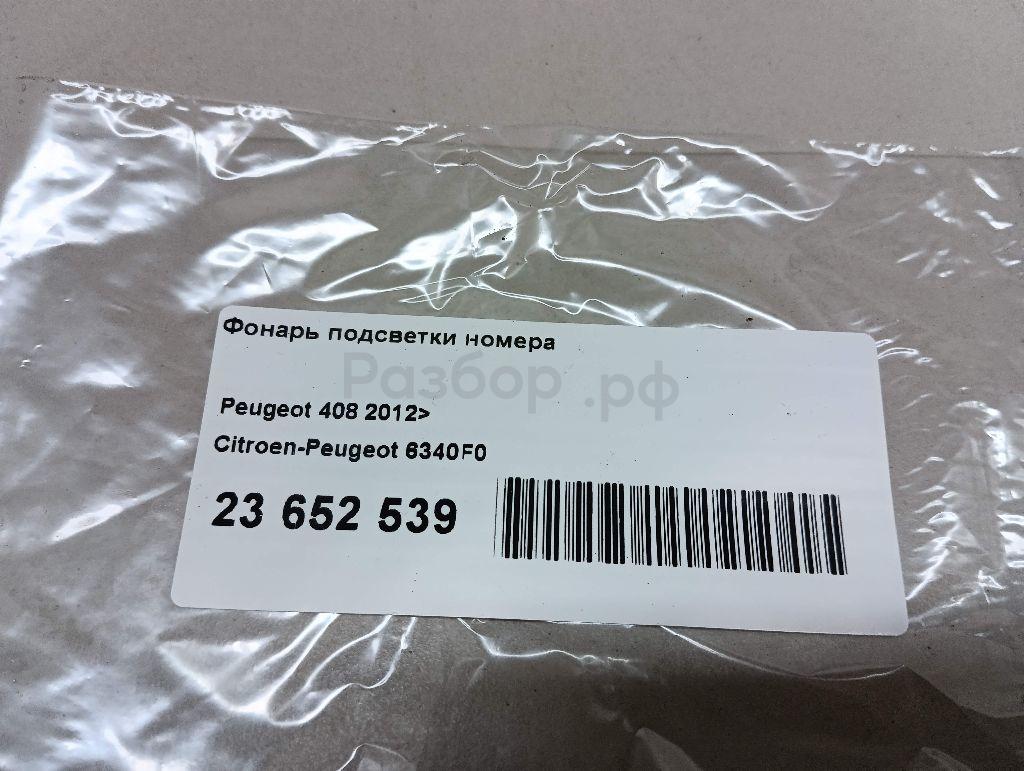 Фонарь подсветки номера
Разбор.рф
Peugeot 408 2012>
Citroen-Peugeot 6340F0
23 652 539